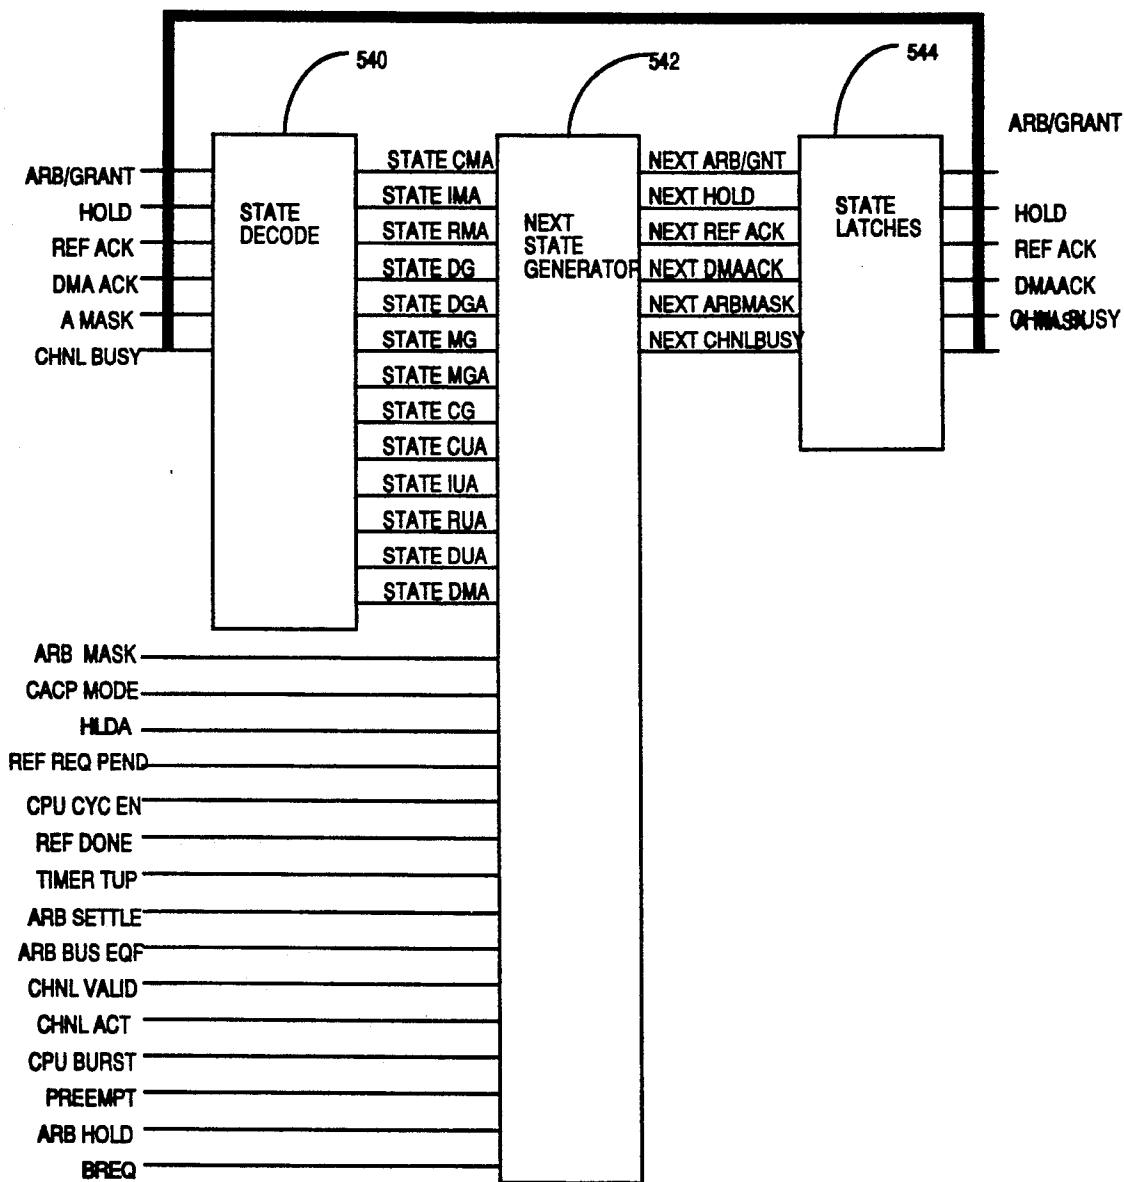 540
542
544
ARB/GRANT
HOLD
REF ACK
DMA ACK
A MASK
CHNL BUSY
STATE
DECODE
STATE CMA
STATE IMA
STATE RMA
STATE DG
STATE DGA
STATE MG
STATE MGA
STATE CG
STATE CUA
STATE IUA
STATE RUA
STATE DUA
STATE DMA
NEXT
STATE
GENERATOR
NEXT ARB/GNT
NEXT HOLD
NEXT REF ACK
NEXT DMAACK
NEXT ARBMASK
NEXT CHNLBUSY
STATE
LATCHES
ARB/GRANT
HOLD
REF ACK
DMAACK
BUSY
ARB MASK
CACP MODE
HLDA
REF REQ PEND
CPU CYC EN
REF DONE
TIMER TUP
ARB SETTLE
ARB BUS EQF
CHNL VALID
CHNL ACT
CPU BURST
PREEMPT
ARB HOLD
BREQ